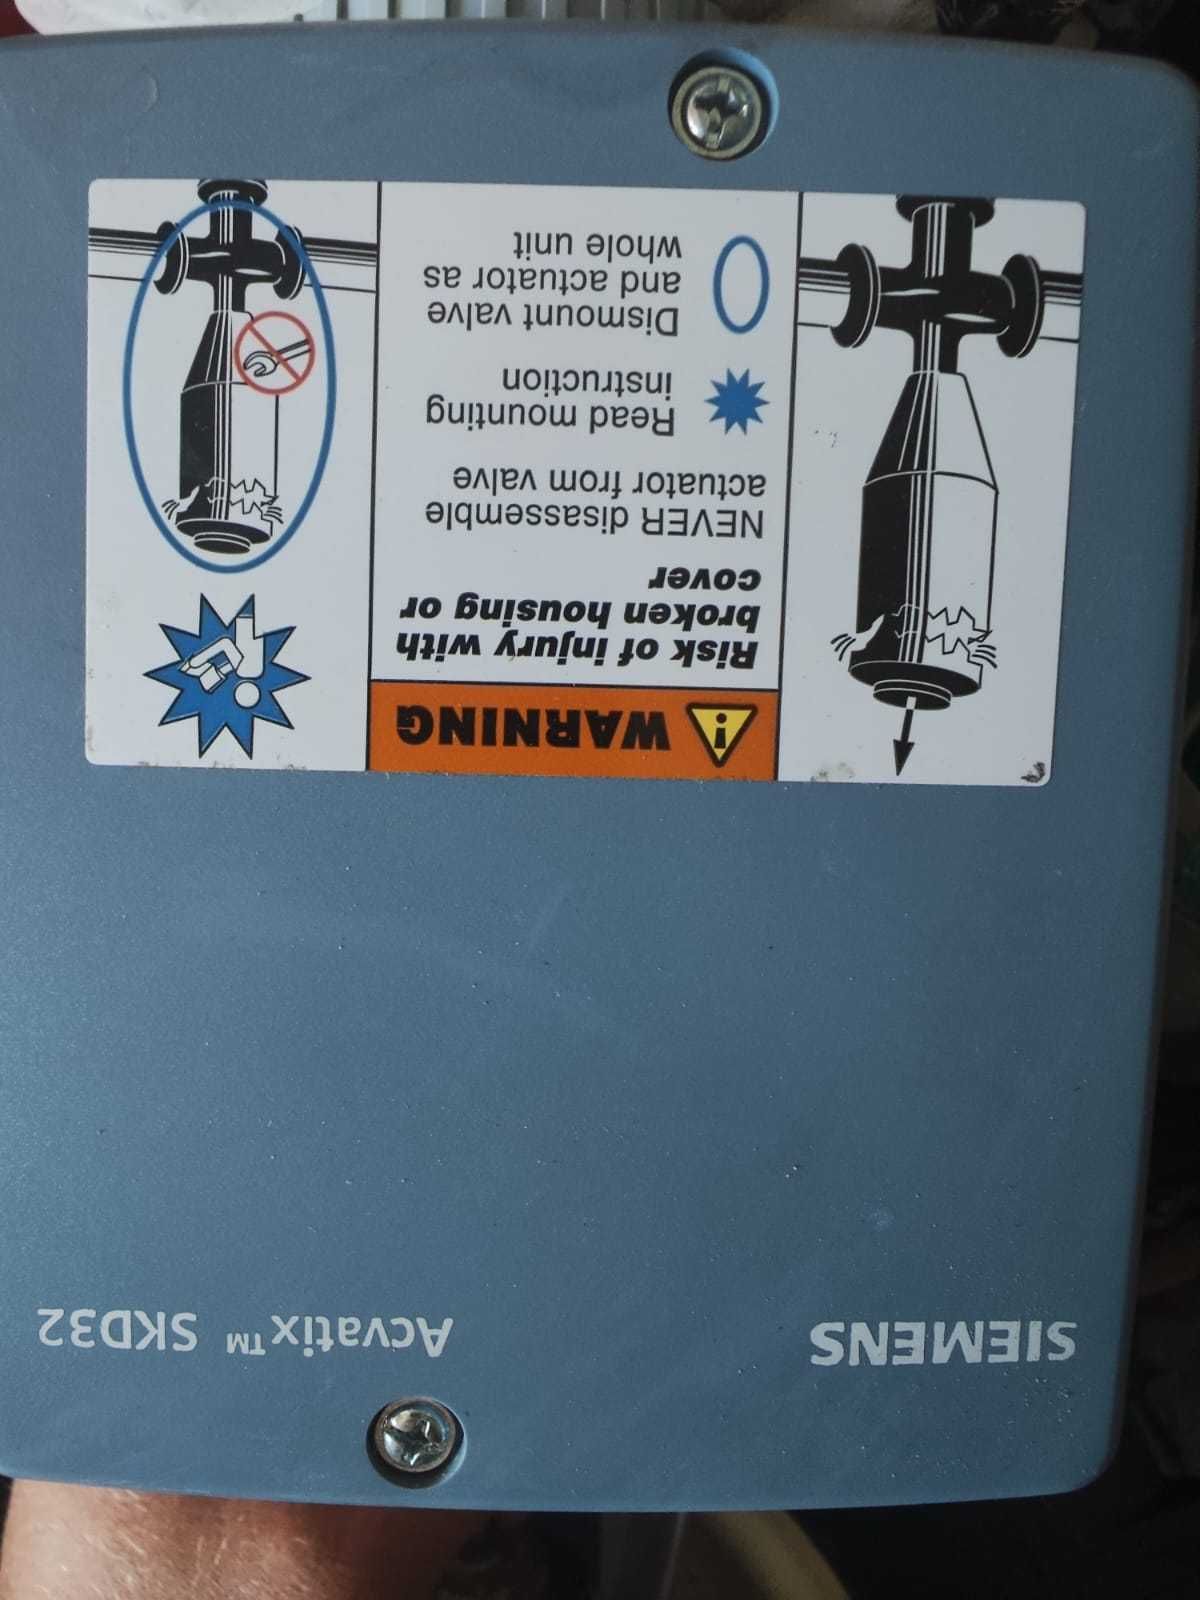 SIEMENS
Acvatix™ SKD32
WARNING
Risk of injury with
broken housing or
cover
NEVER disassemble
actuator from valve
Read mounting
instruction
Dismount valve
and actuator as
whole unit